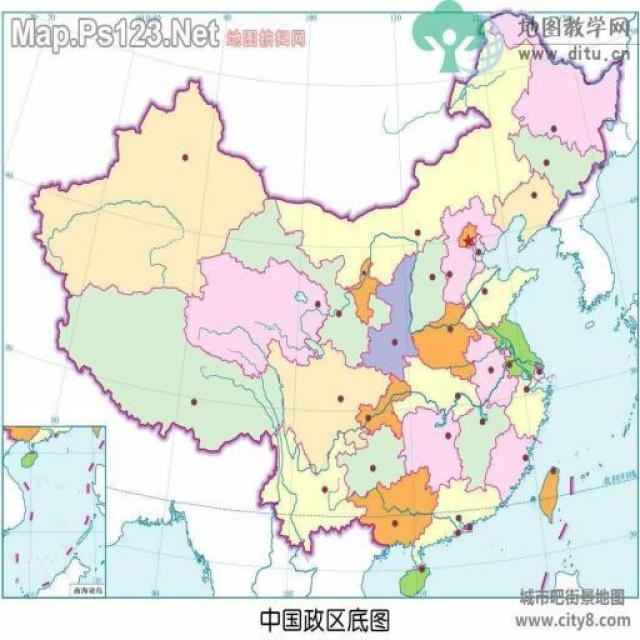 Map.Ps123.Net 地图抽屉网
地图教学网
www.ditu.cn
北回归线
南海诸岛
城市吧街景地图
www.city8.com
中国政区底图